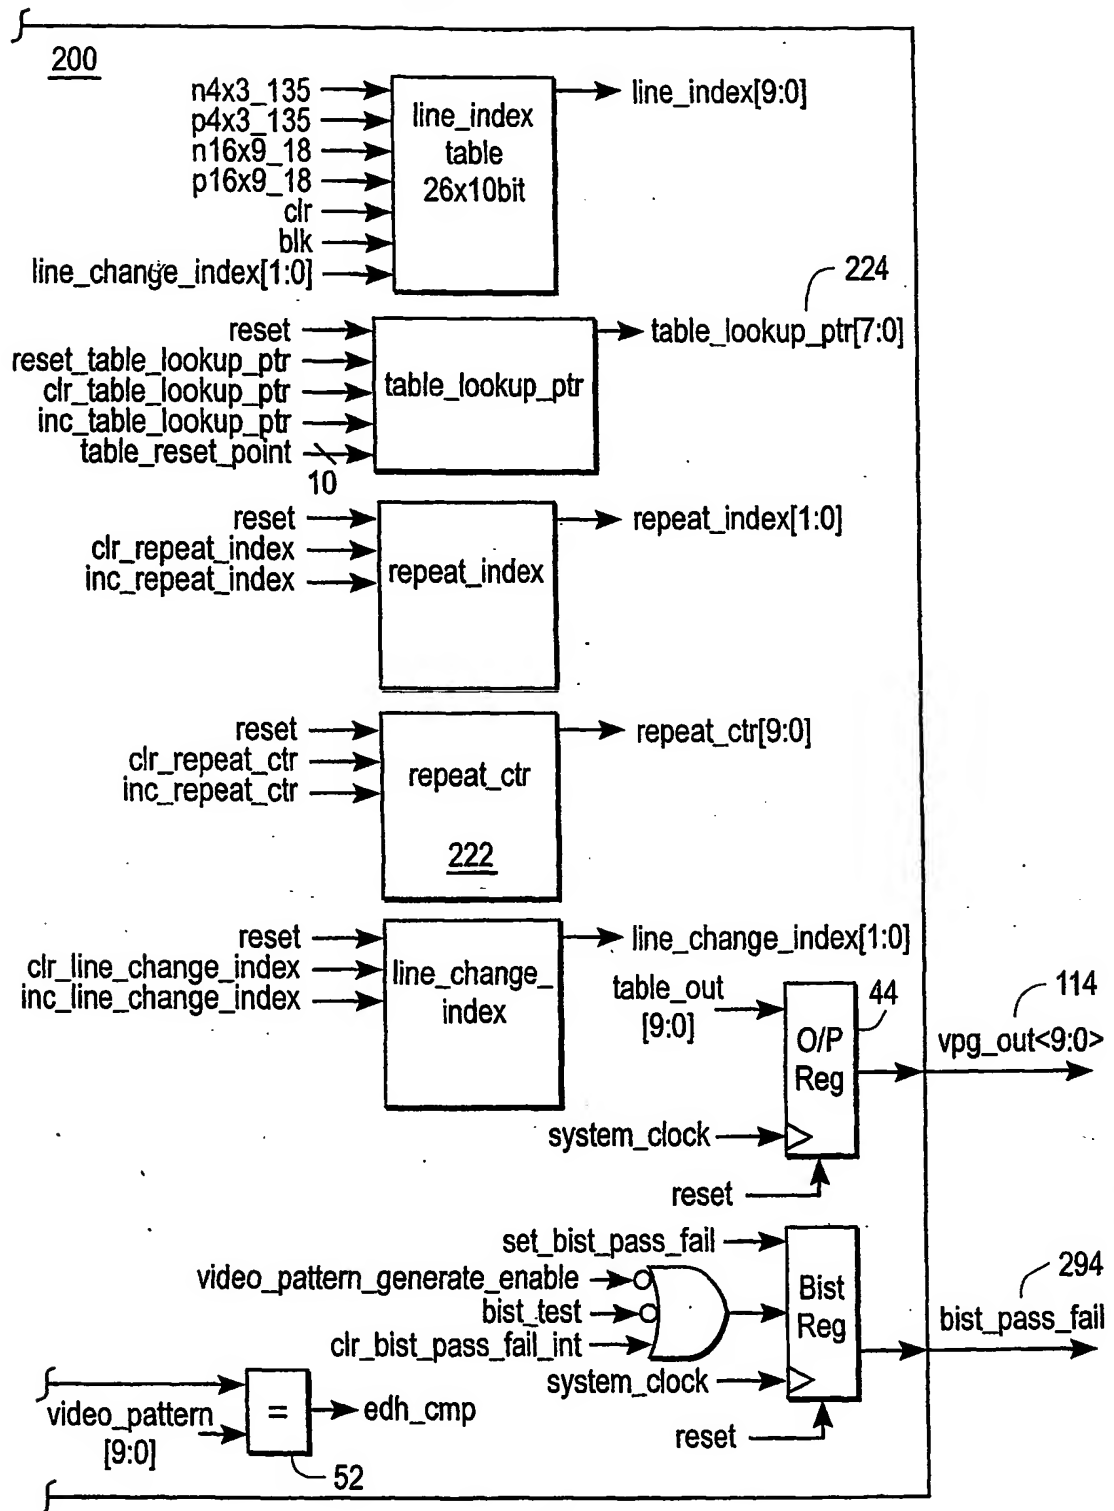 200
n4x3_135
p4x3_135
n16x9_18
p16x9_18
clr
blk
line_change_index[1:0]
line_index
table
26x10bit
line_index[9:0]
224
reset
reset_table_lookup_ptr
clr_table_lookup_ptr
inc_table_lookup_ptr
table_reset_point
10
table_lookup_ptr
table_lookup_ptr[7:0]
reset
clr_repeat_index
inc_repeat_index
repeat_index
repeat_index[1:0]
reset
clr_repeat_ctr
inc_repeat_ctr
repeat_ctr
222
repeat_ctr[9:0]
reset
clr_line_change_index
inc_line_change_index
line_change_
index
line_change_index[1:0]
table_out
[9:0]
system_clock
reset
O/P
Reg
44
114
vpg_out<9:0>
set_bist_pass_fail
video_pattern_generate_enable
bist_test
clr_bist_pass_fail_int
system_clock
reset
Bist
Reg
294
bist_pass_fail
video_pattern
[9:0]
=
edh_cmp
52